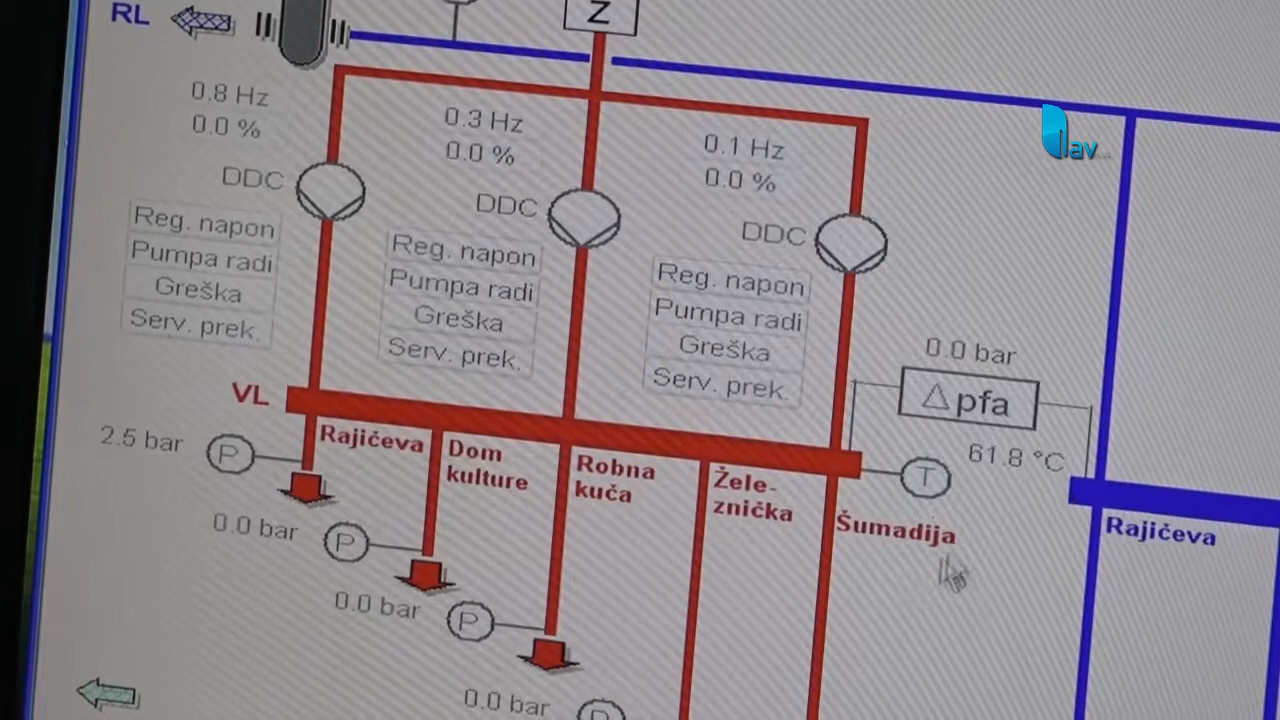 RL
Z
0.8 Hz
0.0 %
0.3 Hz
0.0 %
0.1 Hz
0.0 %
lav
DDC
Reg. napon
Pumpa radi
Greška
Serv. prek.
DDC
Reg. napon
Pumpa radi
Greška
Serv. prek.
DDC
Reg. napon
Pumpa radi
Greška
Serv. prek.
0.0 bar
△pfa
61.8 °C
T
VL
Rajičeva
Dom
kulture
Robna
kuća
Žele-
znička
Šumadija
Rajičeva
2.5 bar
P
0.0 bar
P
0.0 bar
P
0.0 bar